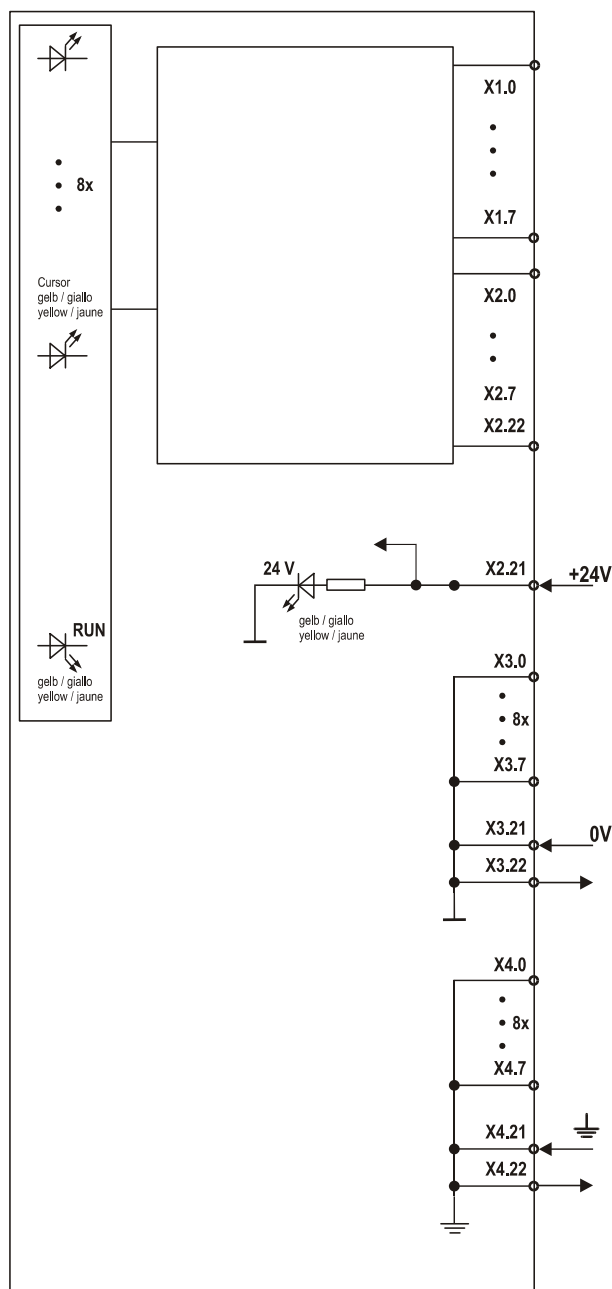 X1.0
8x
X1.7
Cursor
gelb / giallo
yellow / jaune
X2.0
X2.7
X2.22
24 V
X2.21
+24V
gelb / giallo
yellow / jaune
RUN
gelb / giallo
yellow / jaune
X3.0
8x
X3.7
X3.21
0V
X3.22
X4.0
8x
X4.7
X4.21
X4.22